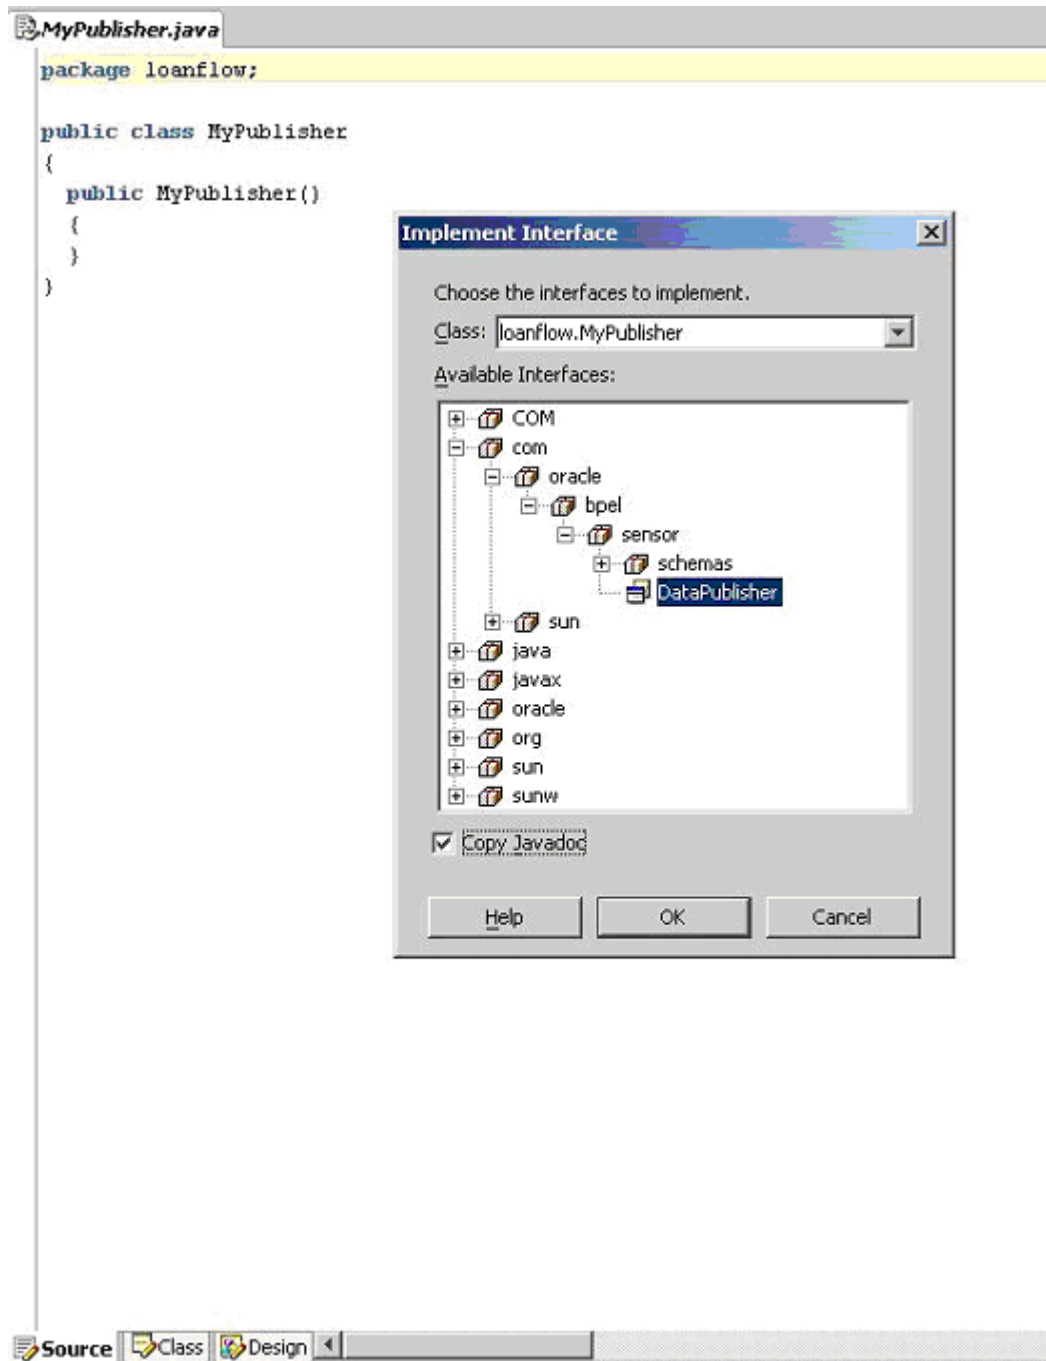 MyPublisher.java
package loanflow;
public class MyPublisher
{
public MyPublisher()
{
}
}
Implement Interface
Choose the interfaces to implement.
Class: loanflow.MyPublisher
Available Interfaces:
COM
com
oracle
bpel
sensor
schemas
DataPublisher
sun
java
javax
oracle
org
sun
sunw
Copy Javadoc
Help OK Cancel
Source Class Design